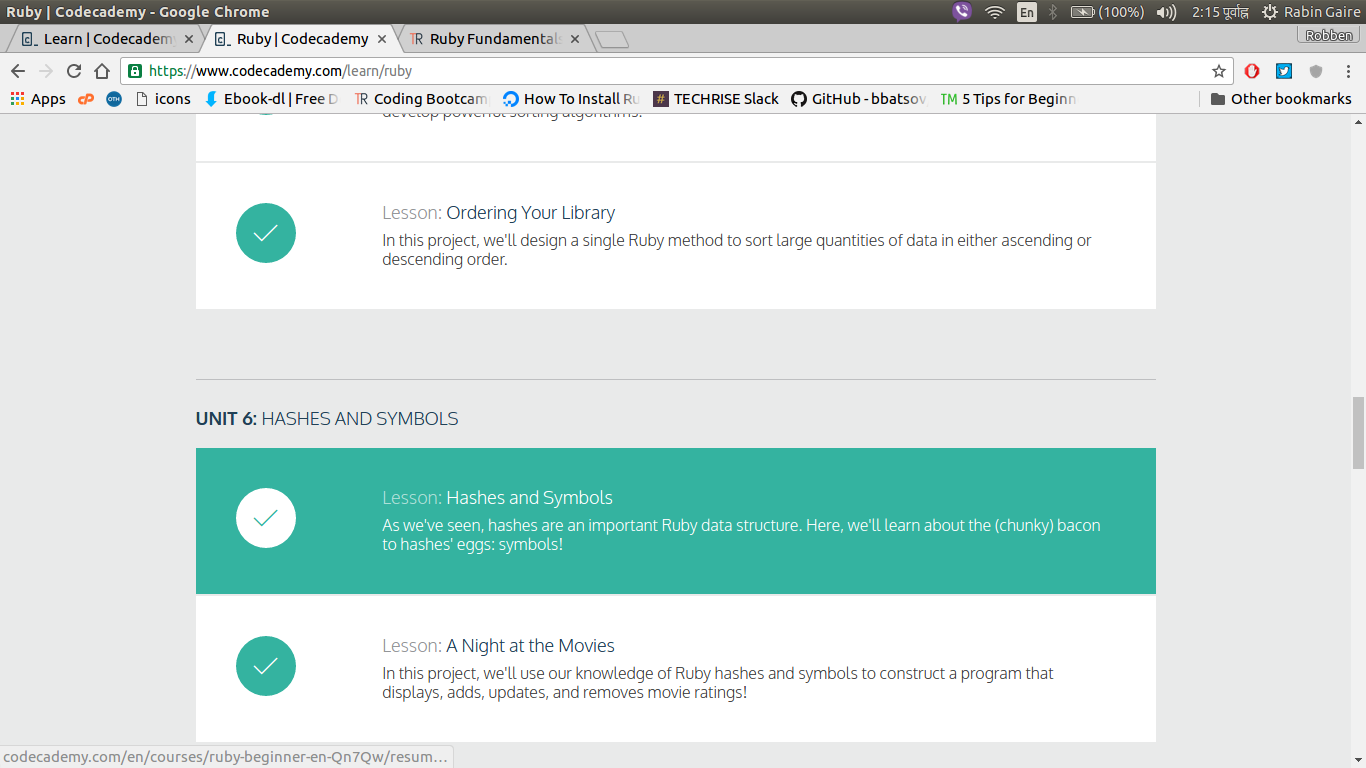 Ruby | Codecademy - Google Chrome
En (100%) 2:15 पूर्वाह्न Rabin Gaire
Learn | Codecademy Ruby | Codecademy Ruby Fundamentals Robben
https://www.codecademy.com/learn/ruby
Apps icons Ebook-dl | Free D Coding Bootcamp How To Install Ru TECHRISE Slack GitHub - bbatsov 5 Tips for Beginn Other bookmarks
develop powerful sorting algorithms!
Lesson: Ordering Your Library
In this project, we'll design a single Ruby method to sort large quantities of data in either ascending or
descending order.
UNIT 6: HASHES AND SYMBOLS
Lesson: Hashes and Symbols
As we've seen, hashes are an important Ruby data structure. Here, we'll learn about the (chunky) bacon
to hashes' eggs: symbols!
Lesson: A Night at the Movies
In this project, we'll use our knowledge of Ruby hashes and symbols to construct a program that
displays, adds, updates, and removes movie ratings!
codecademy.com/en/courses/ruby-beginner-en-Qn7Qw/resum…